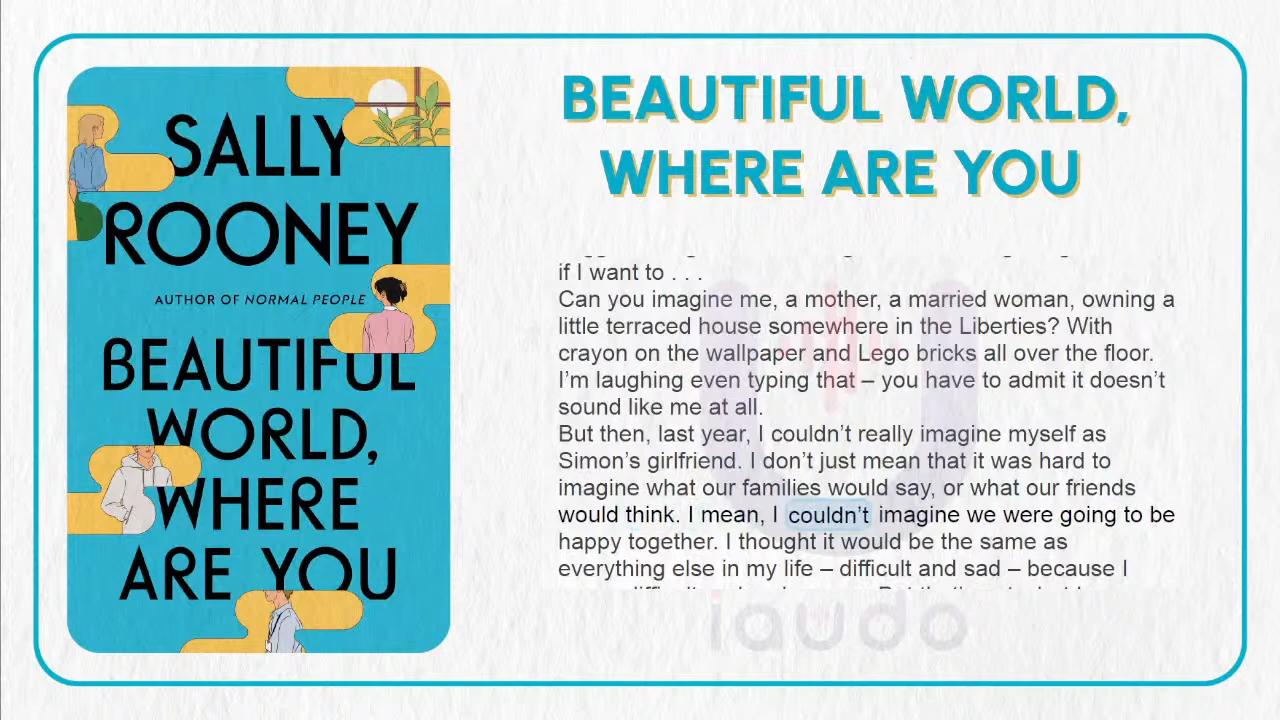 SALLY
ROONEY
AUTHOR OF NORMAL PEOPLE
BEAUTIFUL
WORLD,
WHERE
ARE YOU
BEAUTIFUL WORLD,
WHERE ARE YOU
if I want to . . .
Can you imagine me, a mother, a married woman, owning a
little terraced house somewhere in the Liberties? With
crayon on the wallpaper and Lego bricks all over the floor.
I’m laughing even typing that – you have to admit it doesn’t
sound like me at all.
But then, last year, I couldn’t really imagine myself as
Simon’s girlfriend. I don’t just mean that it was hard to
imagine what our families would say, or what our friends
would think. I mean, I couldn’t imagine we were going to be
happy together. I thought it would be the same as
everything else in my life – difficult and sad – because I
iaudo